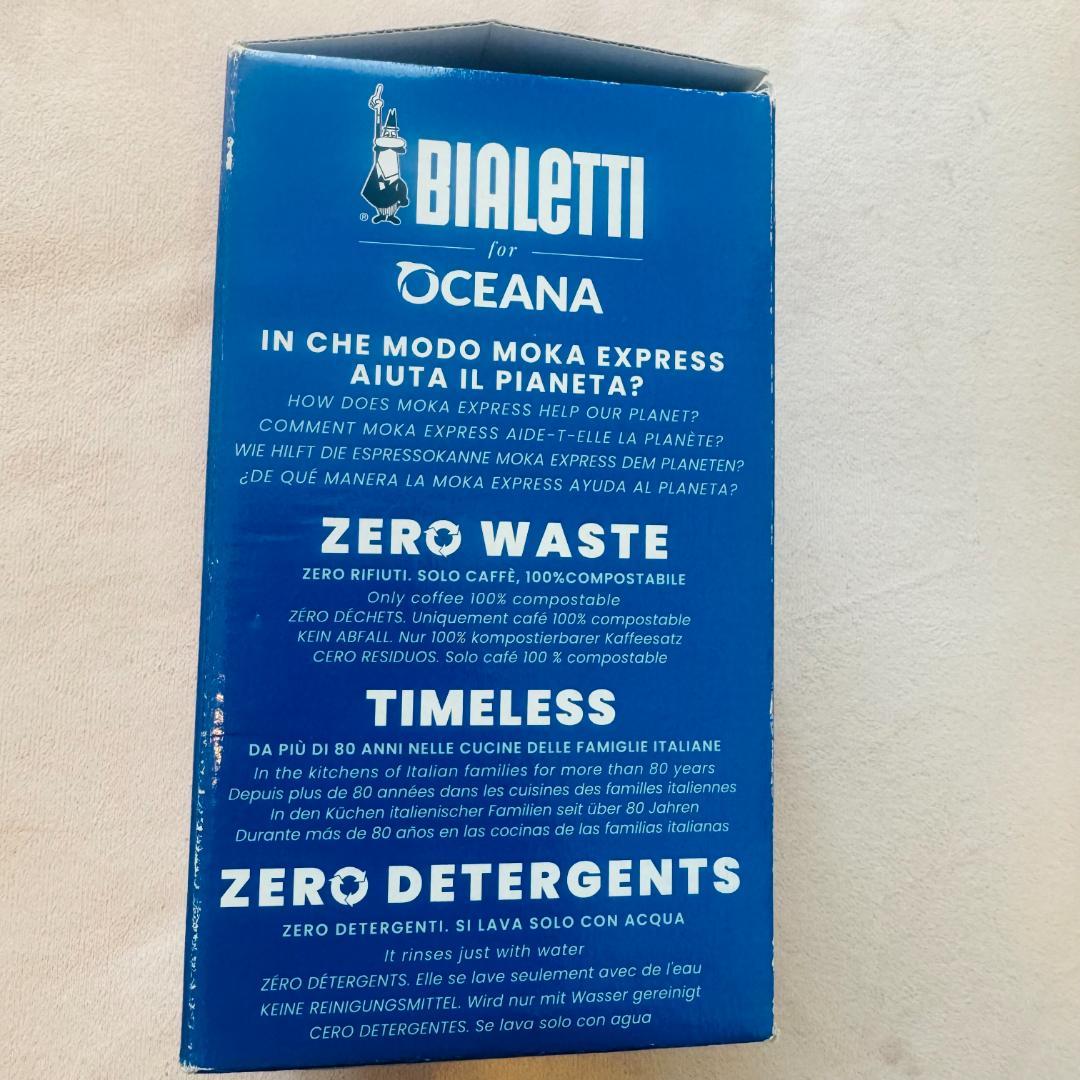 BIALETTI
®
for
OCEANA
IN CHE MODO MOKA EXPRESS
AIUTA IL PIANETA?
HOW DOES MOKA EXPRESS HELP OUR PLANET?
COMMENT MOKA EXPRESS AIDE-T-ELLE LA PLANÈTE?
WIE HILFT DIE ESPRESSOKANNE MOKA EXPRESS DEM PLANETEN?
¿DE QUÉ MANERA LA MOKA EXPRESS AYUDA AL PLANETA?
ZERO WASTE
ZERO RIFIUTI. SOLO CAFFÈ, 100%COMPOSTABILE
Only coffee 100% compostable
ZÉRO DÉCHETS. Uniquement café 100% compostable
KEIN ABFALL. Nur 100% kompostierbarer Kaffeesatz
CERO RESIDUOS. Solo café 100 % compostable
TIMELESS
DA PIÙ DI 80 ANNI NELLE CUCINE DELLE FAMIGLIE ITALIANE
In the kitchens of Italian families for more than 80 years
Depuis plus de 80 années dans les cuisines des familles italiennes
In den Küchen italienischer Familien seit über 80 Jahren
Durante más de 80 años en las cocinas de las familias italianas
ZERO DETERGENTS
ZERO DETERGENTI. SI LAVA SOLO CON ACQUA
It rinses just with water
ZÉRO DÉTERGENTS. Elle se lave seulement avec de l'eau
KEINE REINIGUNGSMITTEL. Wird nur mit Wasser gereinigt
CERO DETERGENTES. Se lava solo con agua